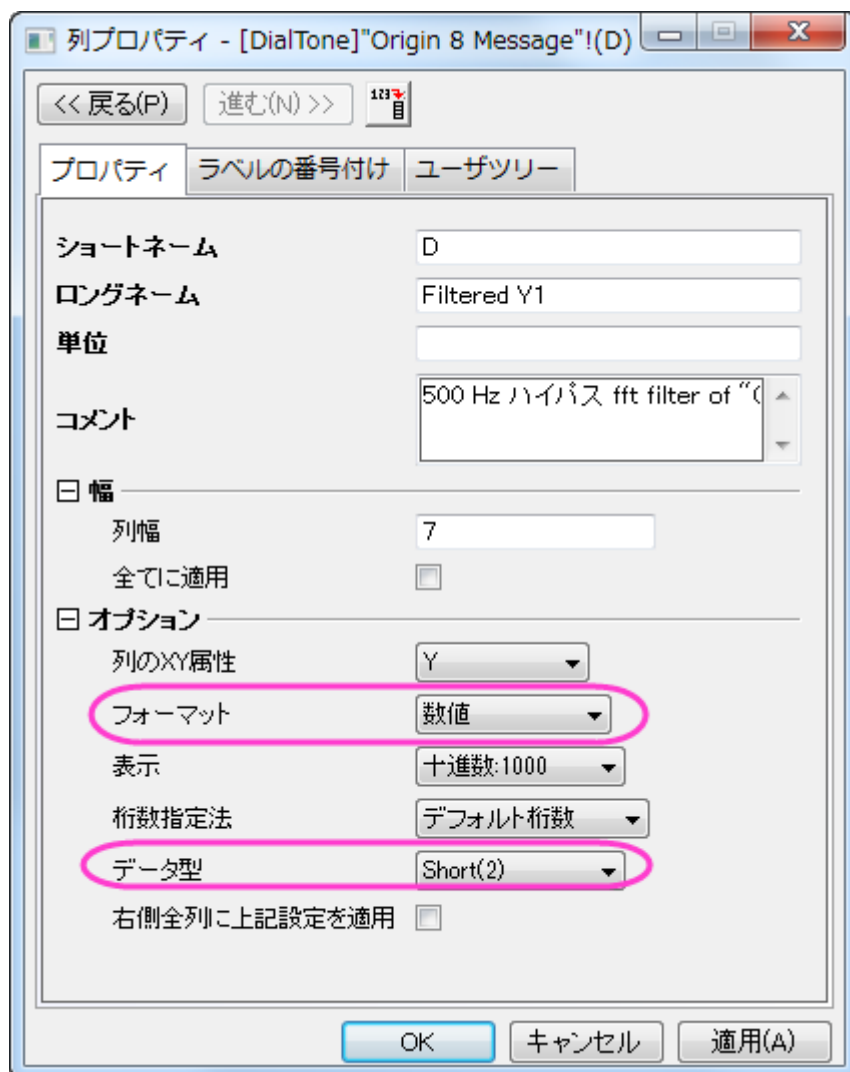 列プロパティ - [DialTone]"Origin 8 Message"!(D)
<< 戻る(P) 進む(N) >> 123
プロパティ ラベルの番号付け ユーザツリー
ショートネーム D
ロングネーム Filtered Y1
単位
コメント 500 Hz ハイパス fft filter of "(
幅
列幅 7
全てに適用
オプション
列のXY属性 Y
フォーマット 数値
表示 十進数:1000
桁数指定法 デフォルト桁数
データ型 Short(2)
右側全列に上記設定を適用
OK キャンセル 適用(A)